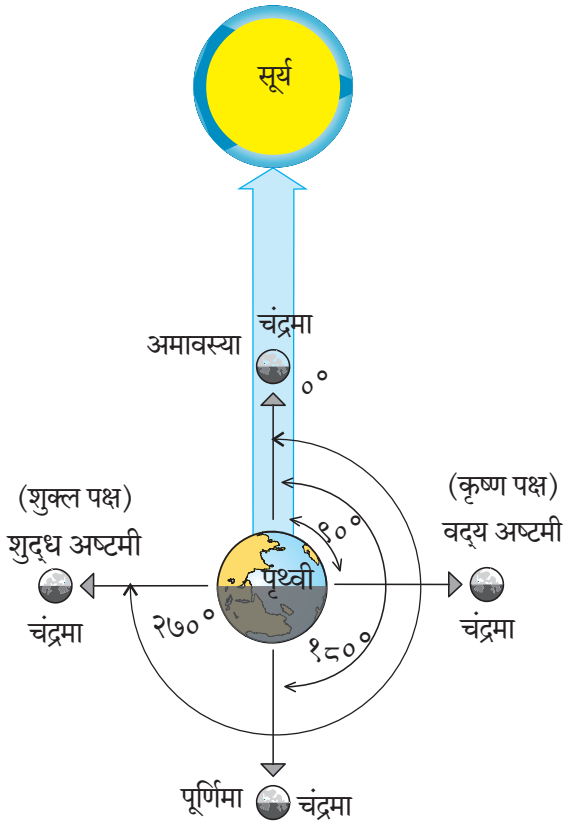 सूर्य
चंद्रमा
अमावस्या
०°
(शुक्ल पक्ष)
शुद्ध अष्टमी
(कृष्ण पक्ष)
वद्य अष्टमी
९०°
पृथ्वी
चंद्रमा
२७०°
१८०°
चंद्रमा
पूर्णिमा चंद्रमा